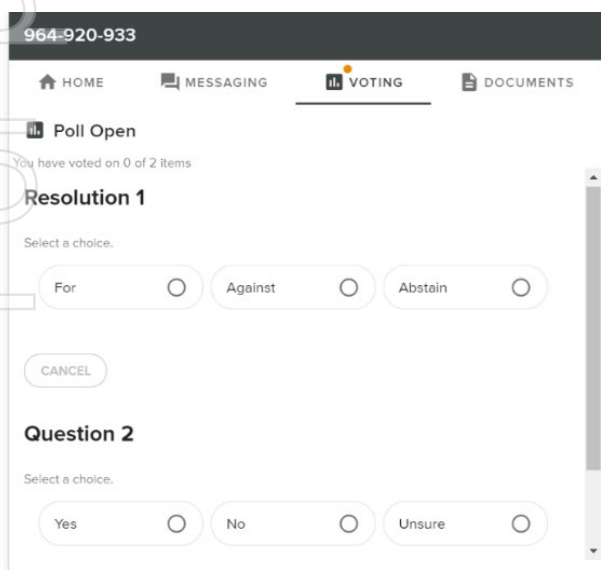 964-920-933
HOME MESSAGING VOTING DOCUMENTS
Poll Open
You have voted on 0 of 2 items
Resolution 1
Select a choice.
For Against Abstain
CANCEL
Question 2
Select a choice.
Yes No Unsure